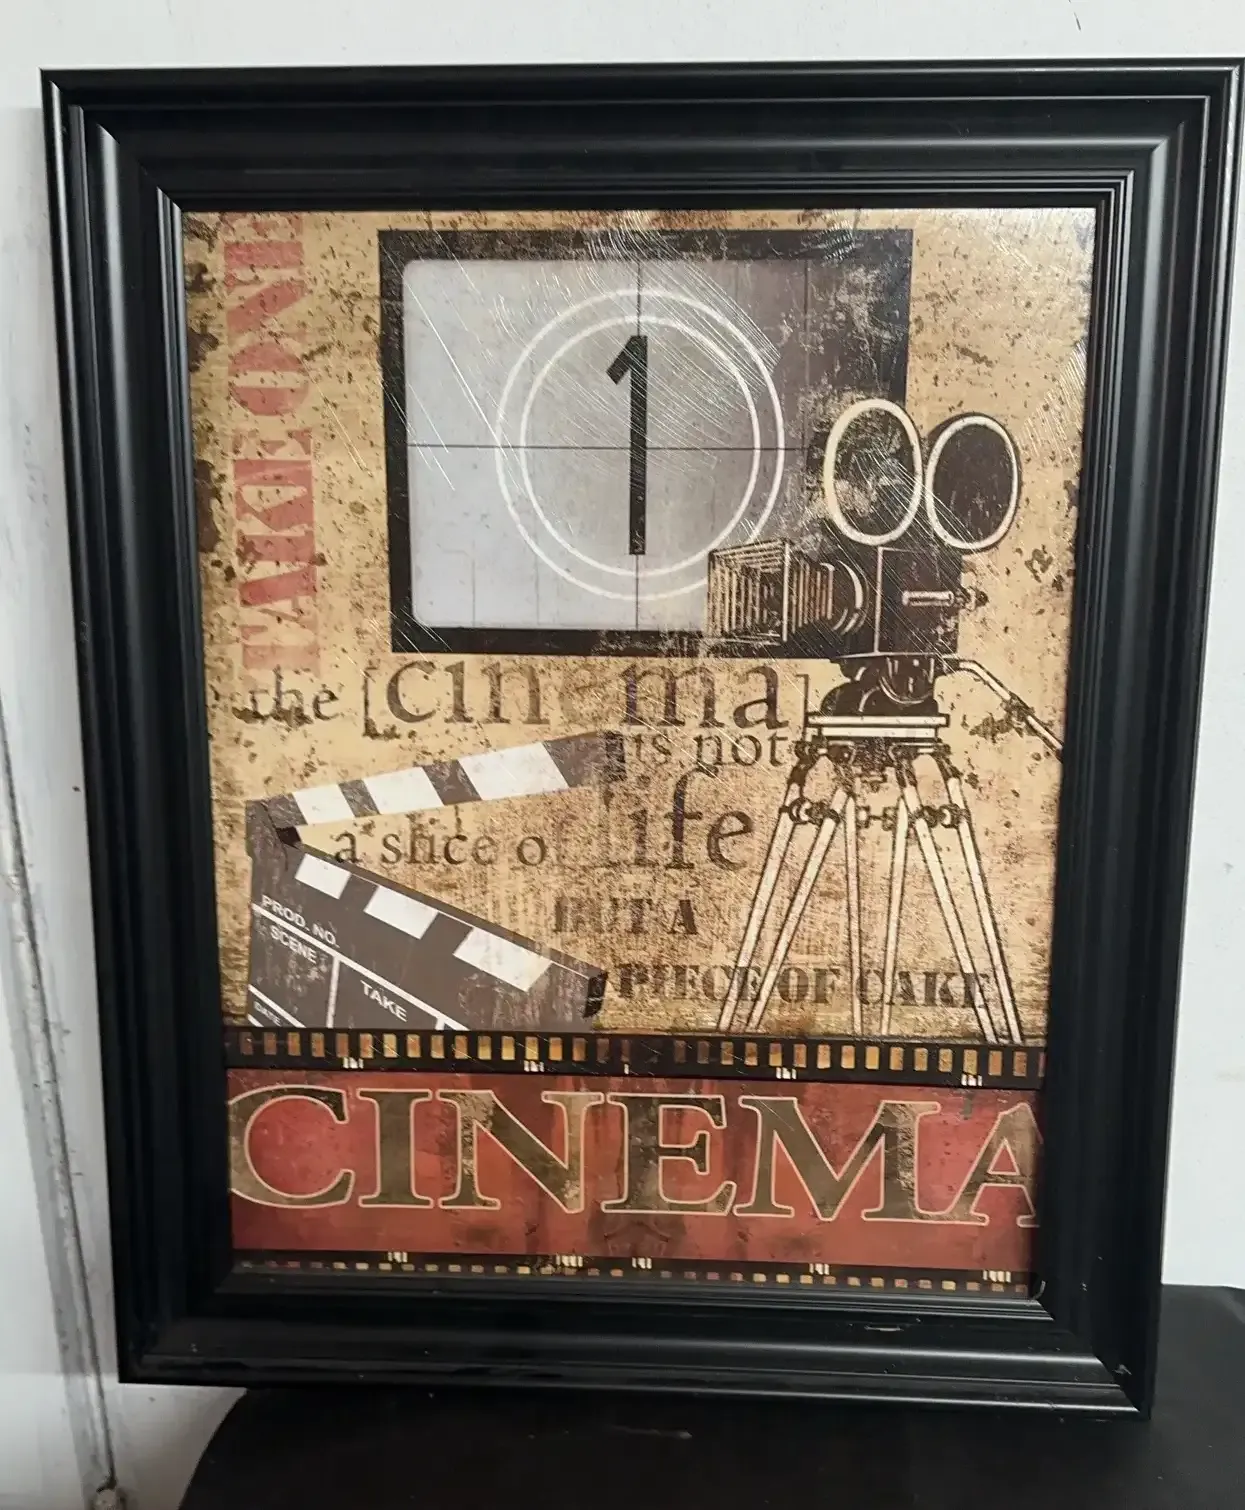 TAKE ONE
1
the [cinema]
is not
a slice of life
BUT A
PIECE OF CAKE
PROD. NO.
SCENE
TAKE
DATE
CINEMA